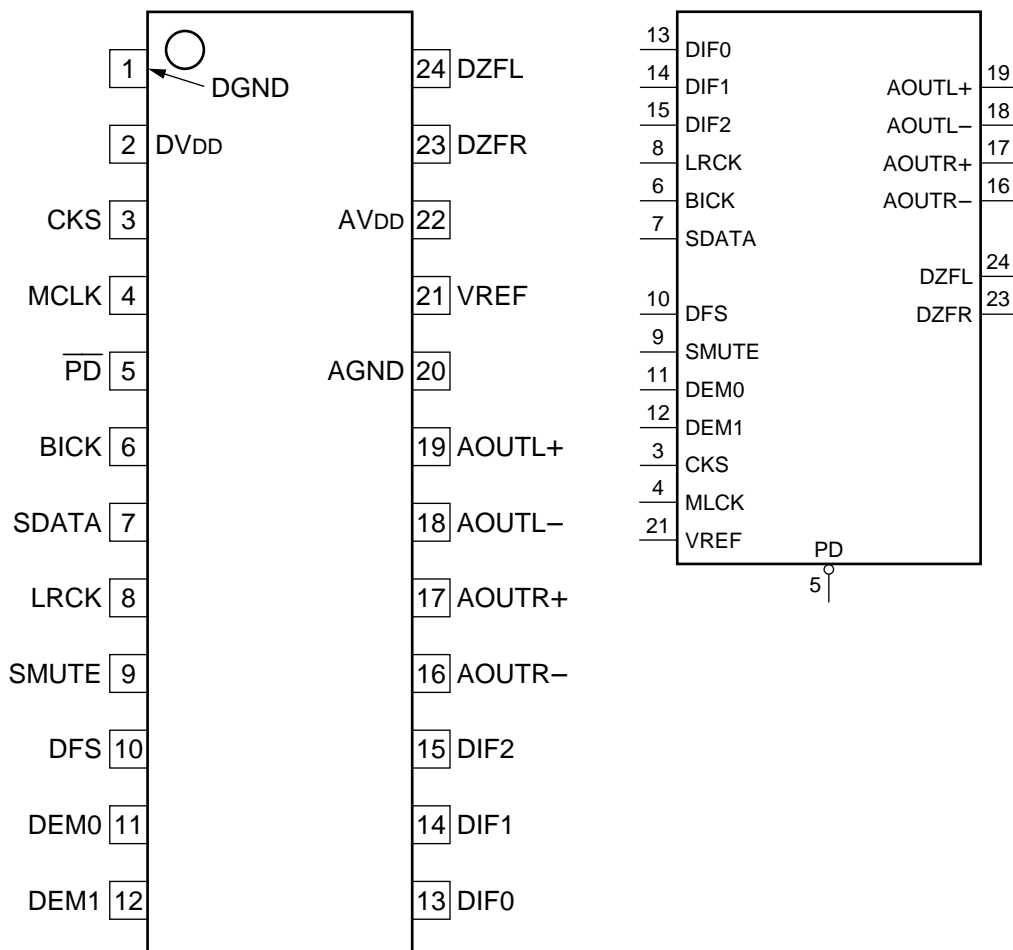 1
DGND
2 DVDD
CKS 3
MCLK 4
PD 5
BICK 6
SDATA 7
LRCK 8
SMUTE 9
DFS 10
DEM0 11
DEM1 12
24 DZFL
23 DZFR
AVDD 22
21 VREF
AGND 20
19 AOUTL+
18 AOUTL−
17 AOUTR+
16 AOUTR−
15 DIF2
14 DIF1
13 DIF0
13 DIF0
14 DIF1
15 DIF2
8 LRCK
6 BICK
7 SDATA
10 DFS
9 SMUTE
11 DEM0
12 DEM1
3 CKS
4 MLCK
21 VREF
PD
5
AOUTL+ 19
AOUTL− 18
AOUTR+ 17
AOUTR− 16
DZFL 24
DZFR 23